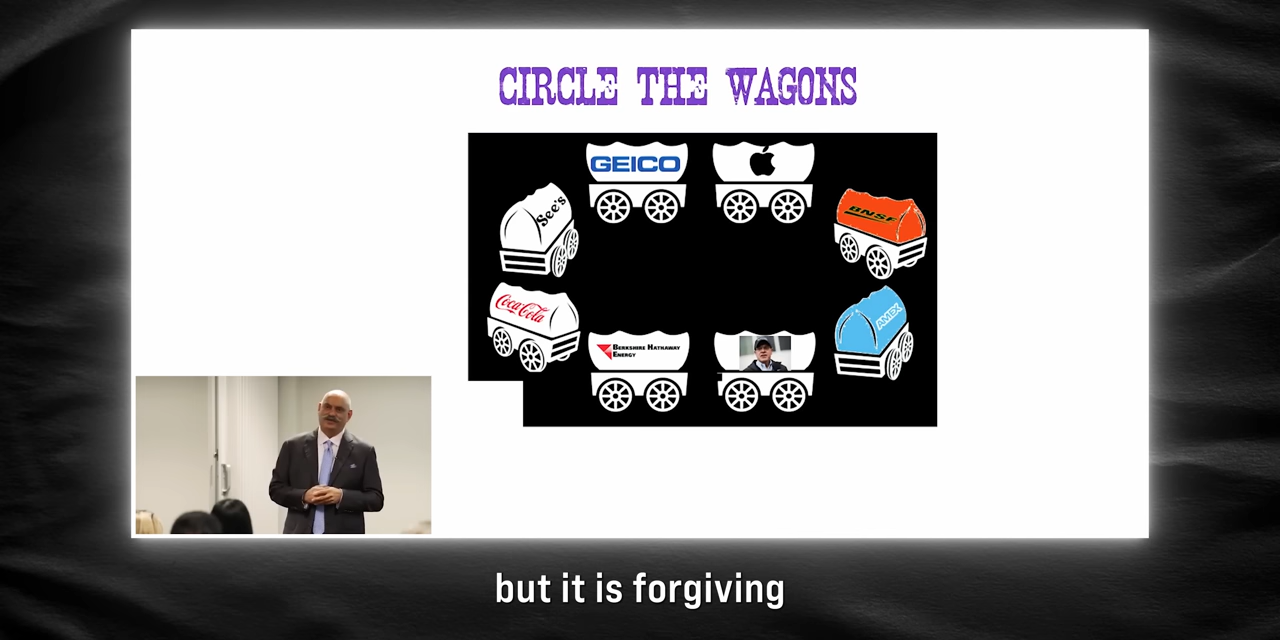 CIRCLE THE WAGONS
GEICO
See's
BNSF
Coca-Cola
AMEX
BERKSHIRE HATHAWAY
ENERGY
but it is forgiving